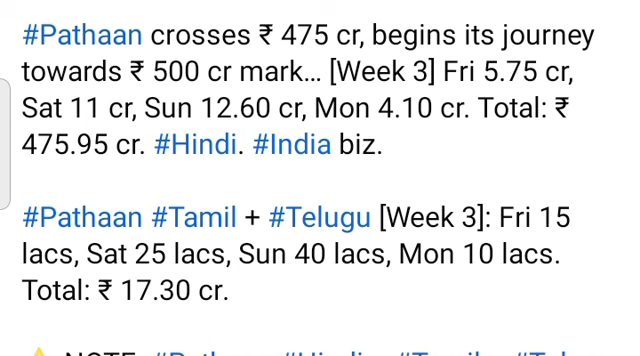 #Pathaan crosses ₹ 475 cr, begins its journey
towards ₹ 500 cr mark... [Week 3] Fri 5.75 cr,
Sat 11 cr, Sun 12.60 cr, Mon 4.10 cr. Total: ₹
475.95 cr. #Hindi. #India biz.
#Pathaan #Tamil + #Telugu [Week 3]: Fri 15
lacs, Sat 25 lacs, Sun 40 lacs, Mon 10 lacs.
Total: ₹ 17.30 cr.